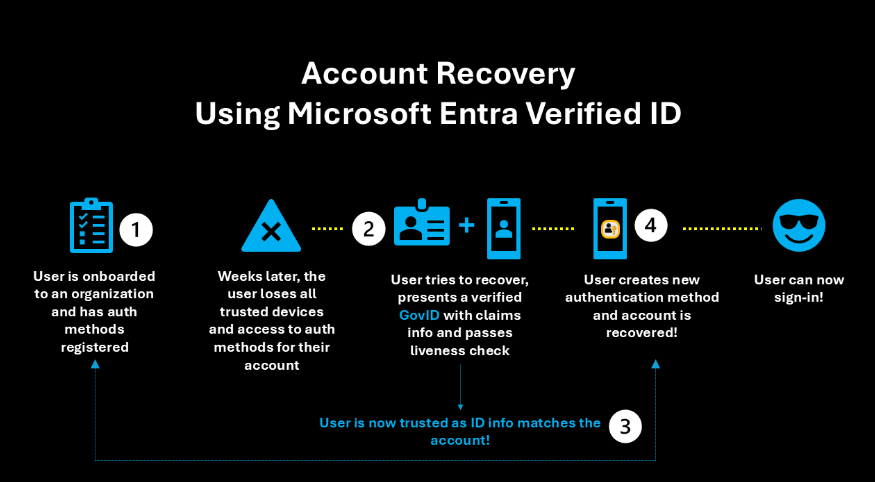 Account Recovery
Using Microsoft Entra Verified ID
1
User is onboarded
to an organization
and has auth
methods
registered
Weeks later, the
user loses all
trusted devices
and access to auth
methods for their
account
2
User tries to recover,
presents a verified
GovID with claims
info and passes
liveness check
4
User creates new
authentication method
and account is
recovered!
User can now
sign-in!
User is now trusted as ID info matches the
account!
3